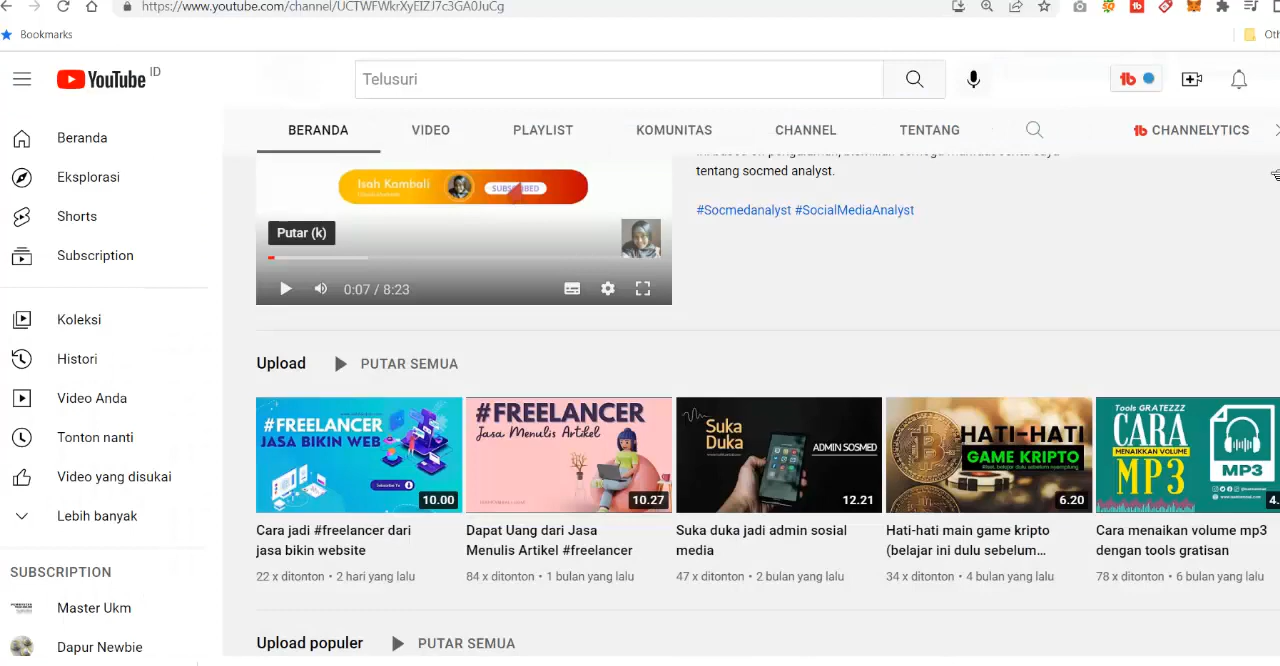 https://www.youtube.com/channel/UCTWFWkrXyEIZJ7c3GA0JuCg
Bookmarks
Oth
YouTube ID
Telusuri
Beranda
Eksplorasi
Shorts
Subscription
Koleksi
Histori
Video Anda
Tonton nanti
Video yang disukai
Lebih banyak
SUBSCRIPTION
Master Ukm
Dapur Newbie
BERANDA VIDEO PLAYLIST KOMUNITAS CHANNEL TENTANG CHANNELYTICS
Isah Kambali
SUBSCRIBED
Putar (k)
0:07 / 8:23
tentang socmed analyst.
#Socmedanalyst #SocialMediaAnalyst
Upload PUTAR SEMUA
#FREELANCER
JASA BIKIN WEB
10.00
Cara jadi #freelancer dari
jasa bikin website
22 x ditonton • 2 hari yang lalu
#FREELANCER
Jasa Menulis Artikel
10.27
Dapat Uang dari Jasa
Menulis Artikel #freelancer
84 x ditonton • 1 bulan yang lalu
Suka
Duka
ADMIN SOSMED
12.21
Suka duka jadi admin sosial
media
47 x ditonton • 2 bulan yang lalu
HATI-HATI
GAME KRIPTO
6.20
Hati-hati main game kripto
(belajar ini dulu sebelum...
34 x ditonton • 4 bulan yang lalu
Tools GRATEZZZ
CARA
MENAIKKAN VOLUME
MP3
MP3
4.
Cara menaikan volume mp3
dengan tools gratisan
78 x ditonton • 6 bulan yang lalu
Upload populer PUTAR SEMUA